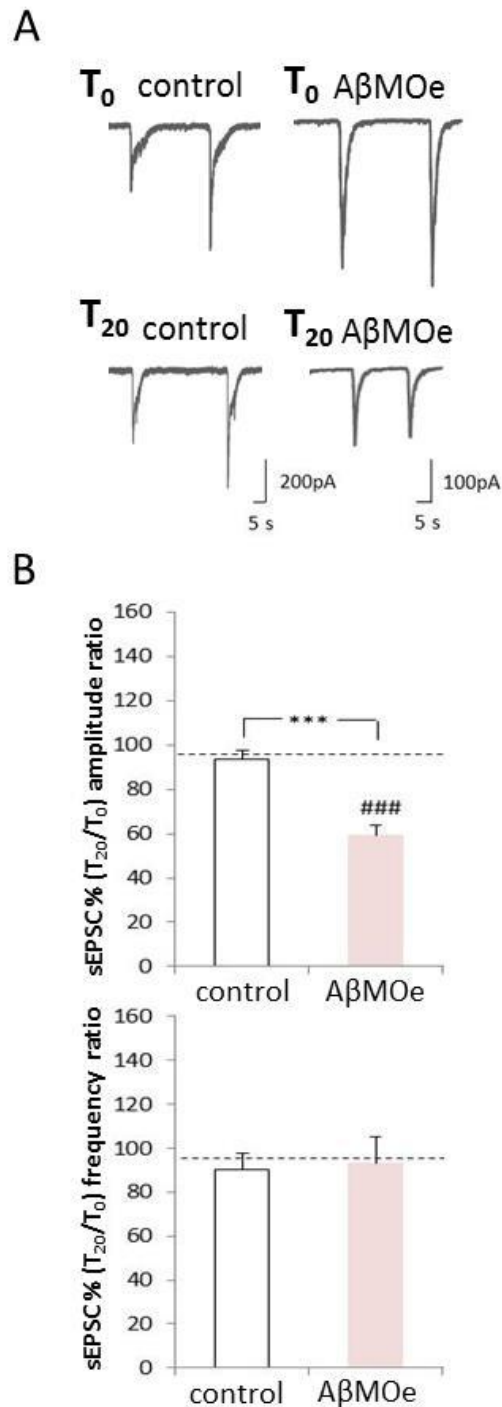 A
T₀ control T₀ AβMOe
T₂₀ control T₂₀ AβMOe
200pA 100pA
5 s 5 s
B
sEPSC% (T₂₀/T₀) amplitude ratio
160
140
120
100
80
60
40
20
0
***
###
control AβMOe
sEPSC% (T₂₀/T₀) frequency ratio
160
140
120
100
80
60
40
20
0
control AβMOe